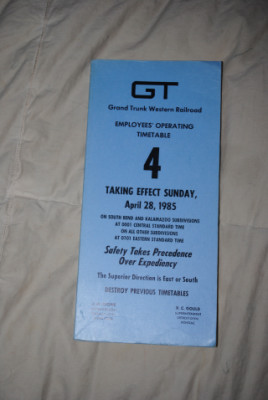 GT
Grand Trunk Western Railroad
EMPLOYEES' OPERATING
TIMETABLE
4
TAKING EFFECT SUNDAY,
April 28, 1985
ON SOUTH BEND AND KALAMAZOO SUBDIVISIONS
AT 0001 CENTRAL STANDARD TIME
ON ALL OTHER SUBDIVISIONS
AT 0101 EASTERN STANDARD TIME
Safety Takes Precedence
Over Expediency
The Superior Direction is East or South
DESTROY PREVIOUS TIMETABLES